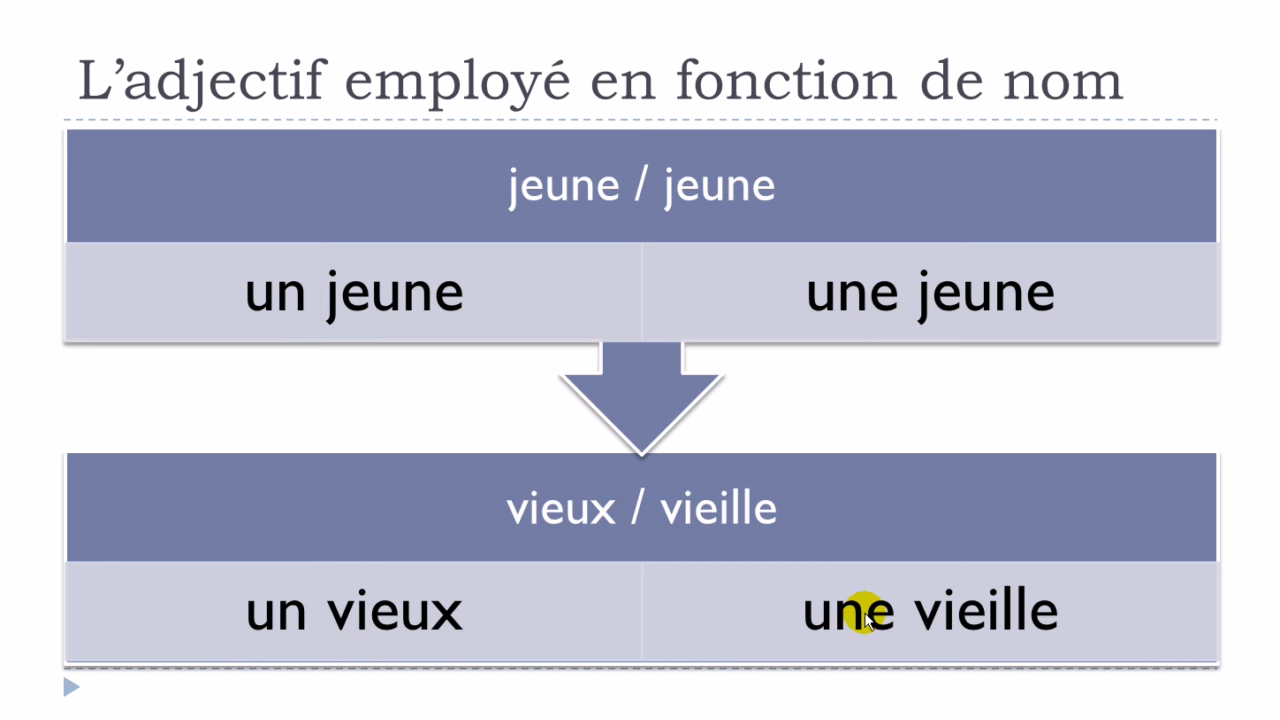 L’adjectif employé en fonction de nom
jeune / jeune
un jeune
une jeune
vieux / vieille
un vieux
une vieille